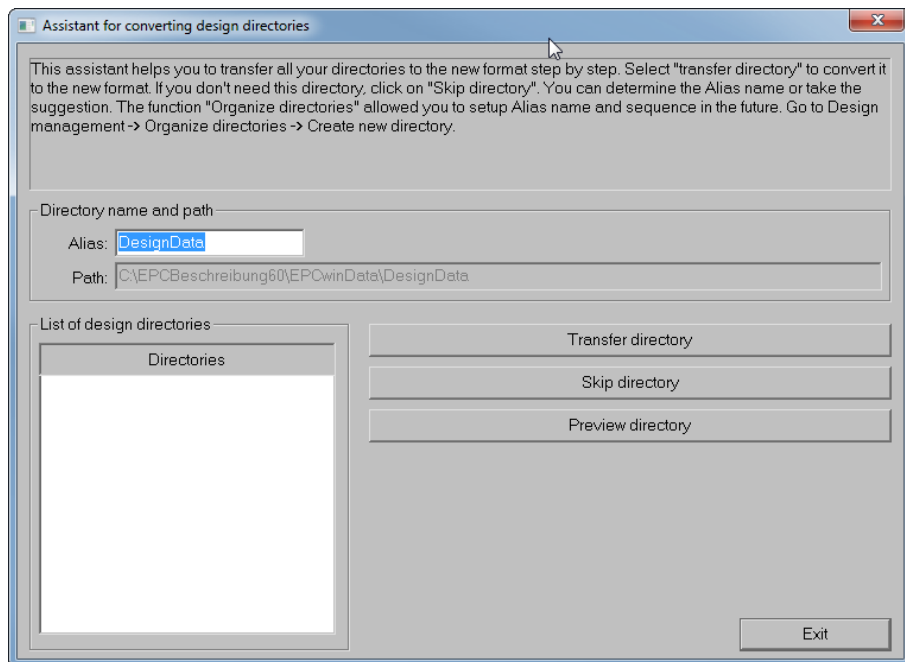 Assistant for converting design directories
This assistant helps you to transfer all your directories to the new format step by step. Select "transfer directory" to convert it
to the new format. If you don't need this directory, click on "Skip directory". You can determine the Alias name or take the
suggestion. The function "Organize directories" allowed you to setup Alias name and sequence in the future. Go to Design
management -> Organize directories -> Create new directory.
Directory name and path
Alias: DesignData
Path: C:\EPCBeschreibung60\EPCwinData\DesignData
List of design directories
Directories
Transfer directory
Skip directory
Preview directory
Exit